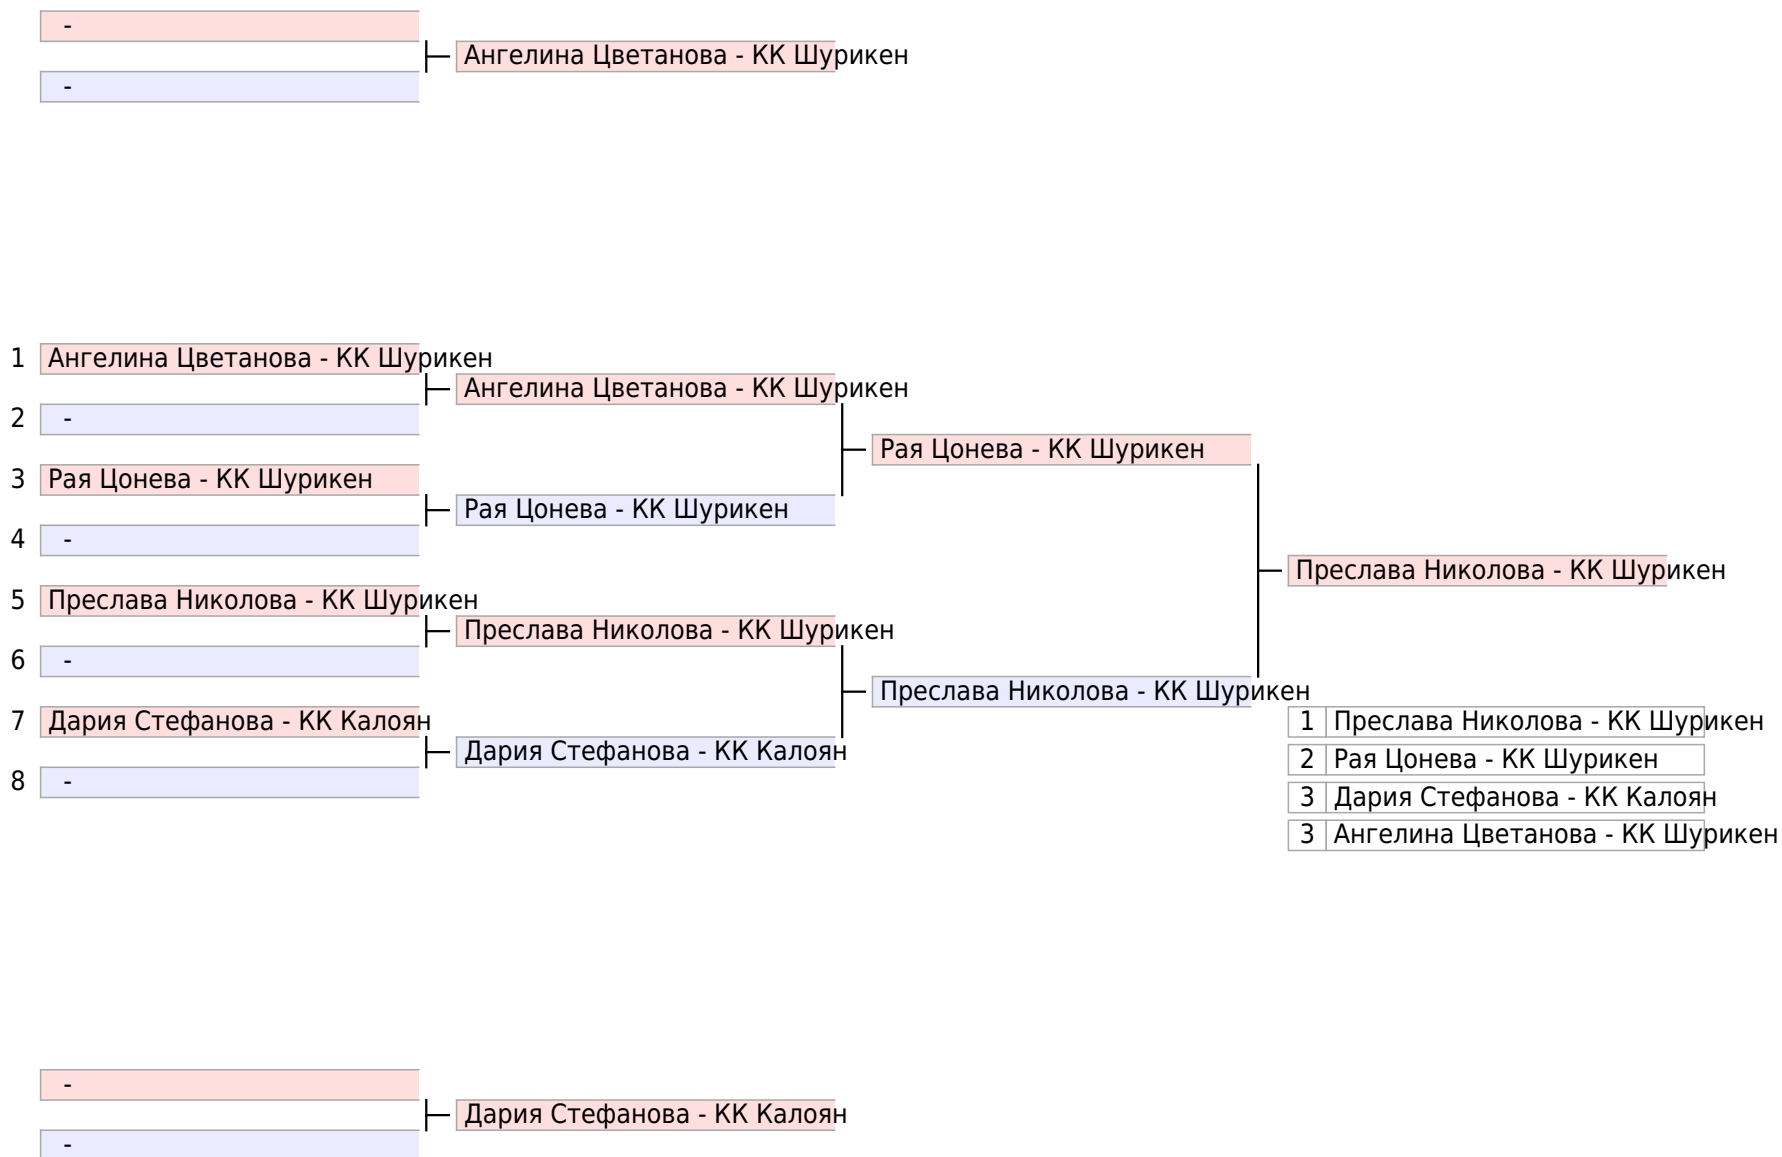 -
Ангелина Цветанова - КК Шурикен
-
1 Ангелина Цветанова - КК Шурикен
Ангелина Цветанова - КК Шурикен
2 -
Рая Цонева - КК Шурикен
3 Рая Цонева - КК Шурикен
Рая Цонева - КК Шурикен
4 -
Преслава Николова - КК Шурикен
5 Преслава Николова - КК Шурикен
Преслава Николова - КК Шурикен
6 -
Преслава Николова - КК Шурикен
7 Дария Стефанова - КК Калоян
1 Преслава Николова - КК Шурикен
Дария Стефанова - КК Калоян
2 Рая Цонева - КК Шурикен
8 -
3 Дария Стефанова - КК Калоян
3 Ангелина Цветанова - КК Шурикен
-
Дария Стефанова - КК Калоян
-